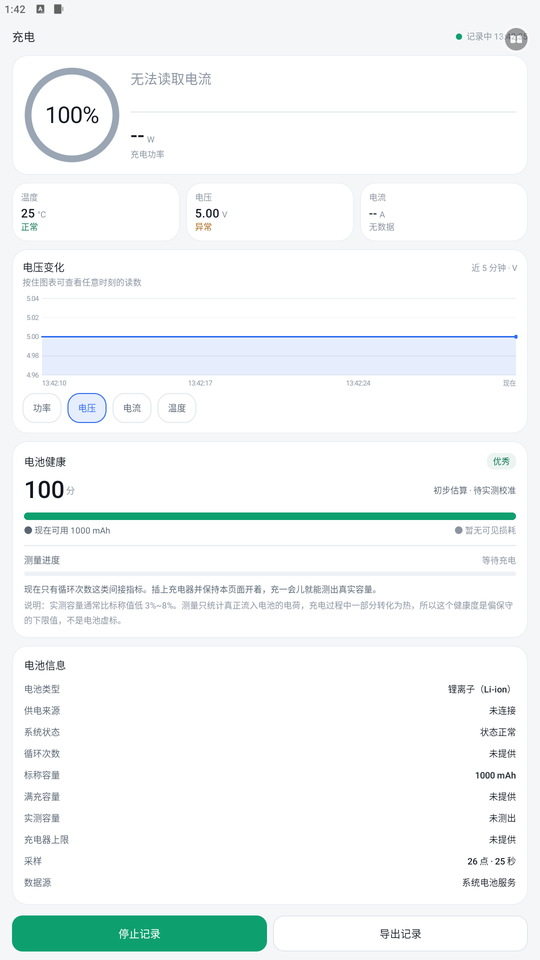 1:42
充电
记录中 13
100%
无法读取电流
-- W
充电功率
温度
25 °C
正常
电压
5.00 V
异常
电流
-- A
无数据
电压变化
近 5 分钟 · V
按住图表可查看任意时刻的读数
5.04
5.02
5.00
4.98
4.96
13:42:10
13:42:17
13:42:24
现在
功率
电压
电流
温度
电池健康
优秀
100 分
初步估算 · 待实测校准
现在可用 1000 mAh
暂无可见损耗
测量进度
等待充电
现在只有循环次数这类间接指标。插上充电器并保持本页面开着，充一会儿就能测出真实容量。
说明：实测容量通常比标称值低 3%~8%。测量只统计真正流入电池的电荷，充电过程中一部分转化为热，所以这个健康度是偏保守
的下限值，不是电池虚标。
电池信息
电池类型
锂离子（Li-ion）
供电来源
未连接
系统状态
状态正常
循环次数
未提供
标称容量
1000 mAh
满充容量
未提供
实测容量
未测出
充电器上限
未提供
采样
26 点 · 25 秒
数据源
系统电池服务
停止记录
导出记录